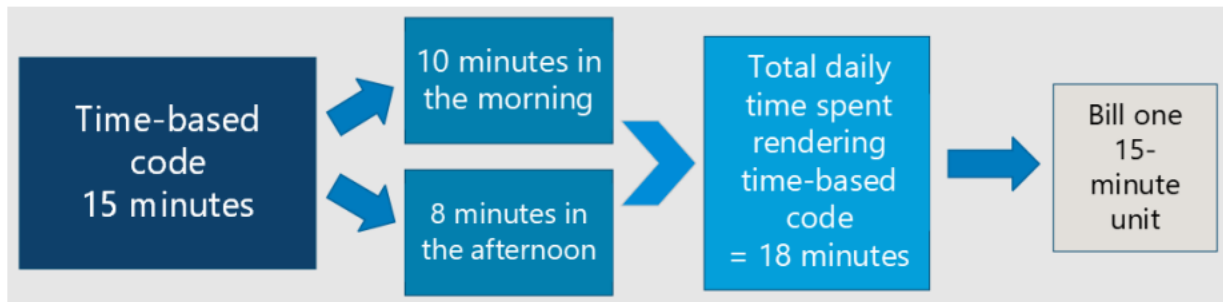 Time-based
code
15 minutes
10 minutes in
the morning
8 minutes in
the afternoon
Total daily
time spent
rendering
time-based
code
= 18 minutes
Bill one
15-
minute
unit